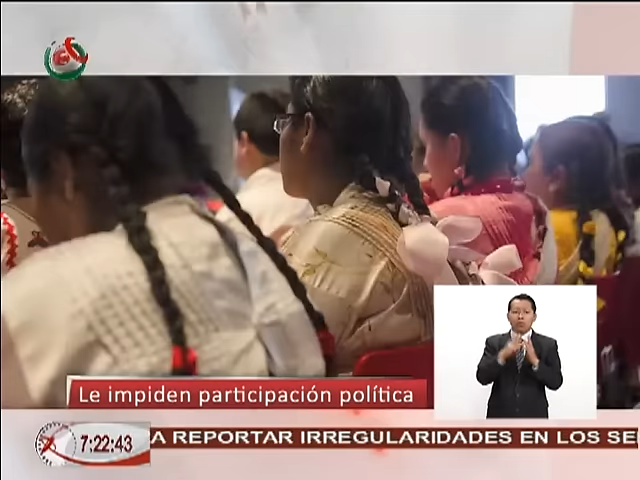 Le impiden participación política
7:22:43
A REPORTAR IRREGULARIDADES EN LOS SE